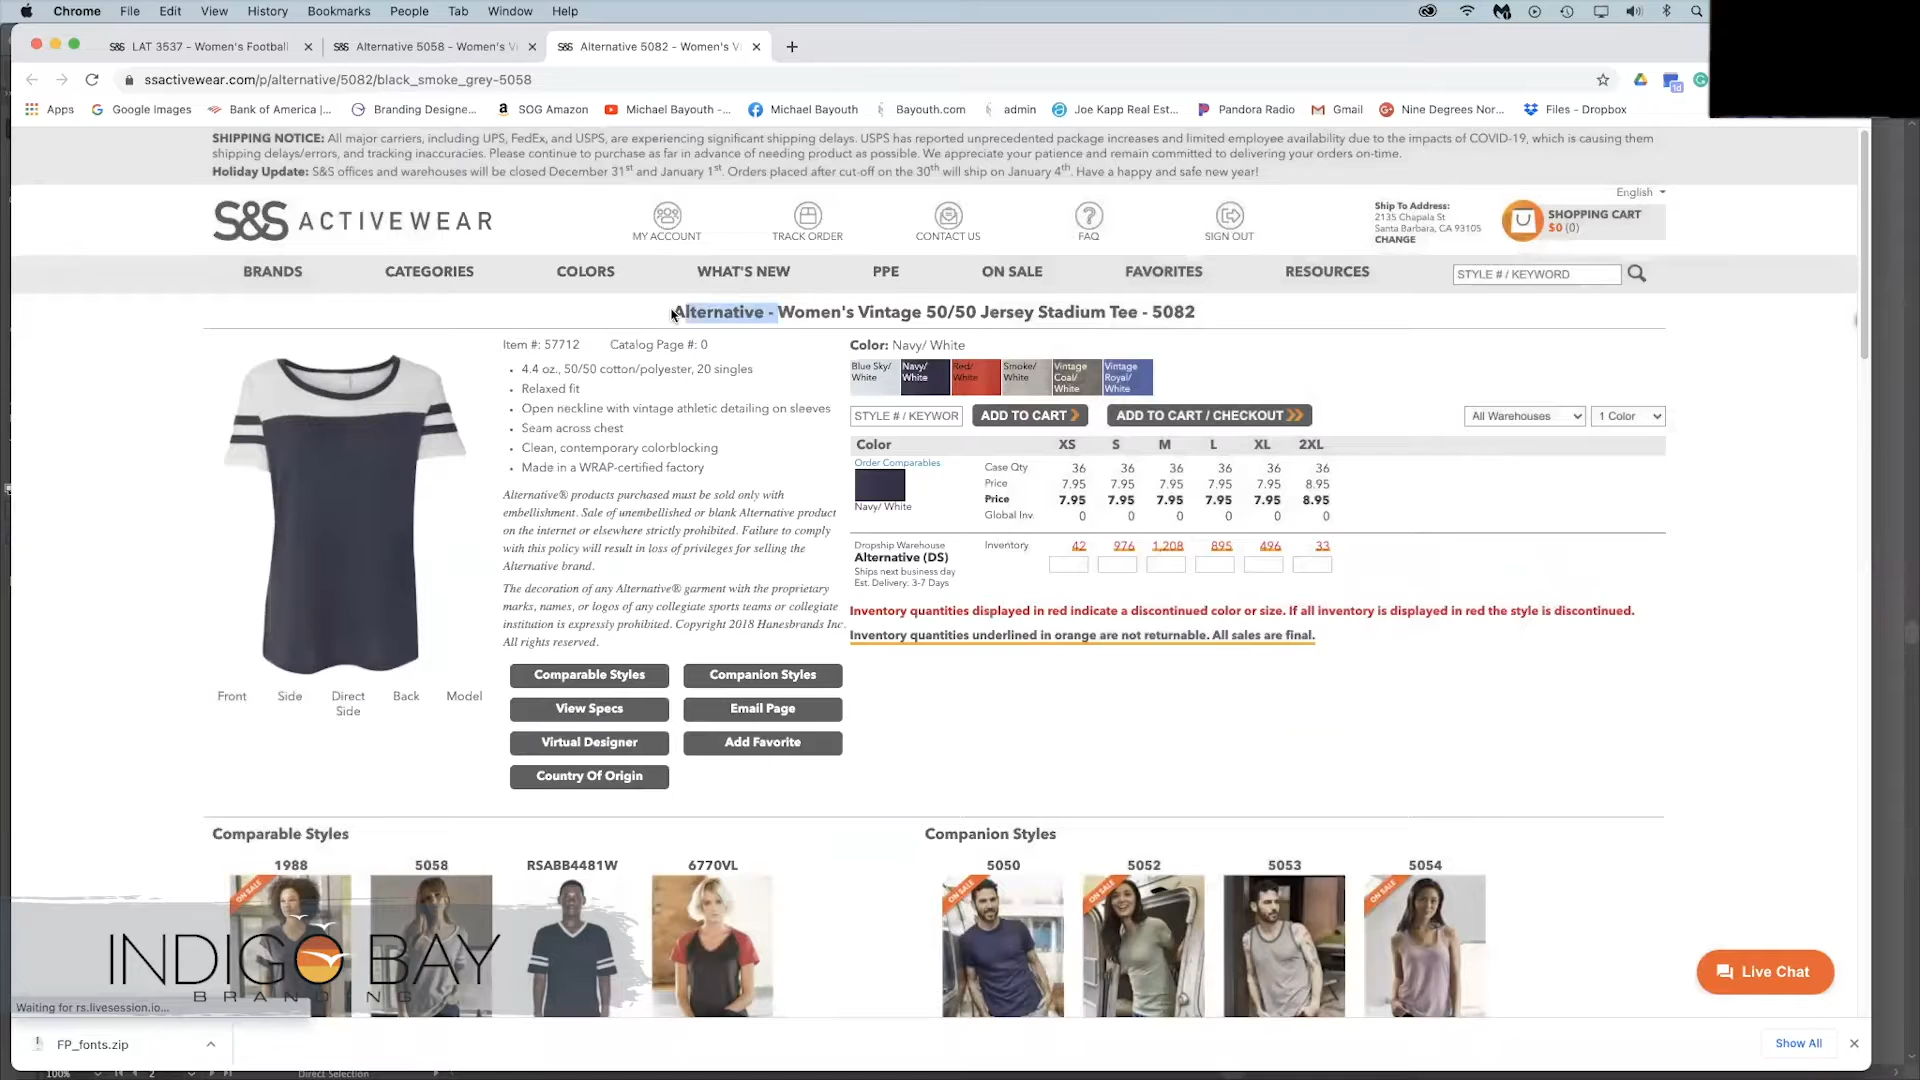 Chrome File Edit View History Bookmarks People Tab Window Help
S&S LAT 3537 - Women's Football
S&S Alternative 5058 - Women's V
S&S Alternative 5082 - Women's V
ssactivewear.com/p/alternative/5082/black_smoke_grey-5058
Apps Google Images Bank of America |... Branding Designe... SOG Amazon Michael Bayouth -... Michael Bayouth Bayouth.com admin Joe Kapp Real Est... Pandora Radio Gmail Nine Degrees Nor... Files - Dropbox
SHIPPING NOTICE: All major carriers, including UPS, FedEx, and USPS, are experiencing significant shipping delays. USPS has reported unprecedented package increases and limited employee availability due to the impacts of COVID-19, which is causing them
shipping delays/errors, and tracking inaccuracies. Please continue to purchase as far in advance of needing product as possible. We appreciate your patience and remain committed to delivering your orders on-time.
Holiday Update: S&S offices and warehouses will be closed December 31st and January 1st. Orders placed after cut-off on the 30th will ship on January 4th. Have a happy and safe new year!
English
S&S ACTIVEWEAR
MY ACCOUNT TRACK ORDER CONTACT US FAQ SIGN OUT
Ship To Address:
2135 Chapala St
Santa Barbara, CA 93105
CHANGE
SHOPPING CART
$0 (0)
BRANDS CATEGORIES COLORS WHAT'S NEW PPE ON SALE FAVORITES RESOURCES STYLE # / KEYWORD
Alternative - Women's Vintage 50/50 Jersey Stadium Tee - 5082
Item #: 57712 Catalog Page #: 0
• 4.4 oz., 50/50 cotton/polyester, 20 singles
• Relaxed fit
• Open neckline with vintage athletic detailing on sleeves
• Seam across chest
• Clean, contemporary colorblocking
• Made in a WRAP-certified factory
Alternative® products purchased must be sold only with
embellishment. Sale of unembellished or blank Alternative product
on the internet or elsewhere strictly prohibited. Failure to comply
with this policy will result in loss of privileges for selling the
Alternative brand.
The decoration of any Alternative® garment with the proprietary
marks, names, or logos of any collegiate sports teams or collegiate
institution is expressly prohibited. Copyright 2018 Hanesbrands Inc.
All rights reserved.
Front Side Direct Side Back Model
Comparable Styles Companion Styles
View Specs Email Page
Virtual Designer Add Favorite
Country Of Origin
Color: Navy/ White
Blue Sky/ White
Navy/ White
Red/ White
Smoke/ White
Vintage Coal/ White
Vintage Royal/ White
STYLE # / KEYWOR ADD TO CART ADD TO CART / CHECKOUT All Warehouses 1 Color
Color XS S M L XL 2XL
Order Comparables
Navy/ White
Case Qty 36 36 36 36 36 36
Price 7.95 7.95 7.95 7.95 7.95 8.95
Price 7.95 7.95 7.95 7.95 7.95 8.95
Global Inv. 0 0 0 0 0 0
Dropship Warehouse
Alternative (DS)
Ships next business day
Est. Delivery: 3-7 Days
Inventory 42 976 1,208 895 496 33
Inventory quantities displayed in red indicate a discontinued color or size. If all inventory is displayed in red the style is discontinued.
Inventory quantities underlined in orange are not returnable. All sales are final.
Comparable Styles
1988 5058 RSABB4481W 6770VL
ON SALE
Companion Styles
5050 5052 5053 5054
ON SALE ON SALE ON SALE
INDIGO BAY
BRANDING
Waiting for rs.livesession.io...
Live Chat
FP_fonts.zip
Show All
100% 2 Direct Selection